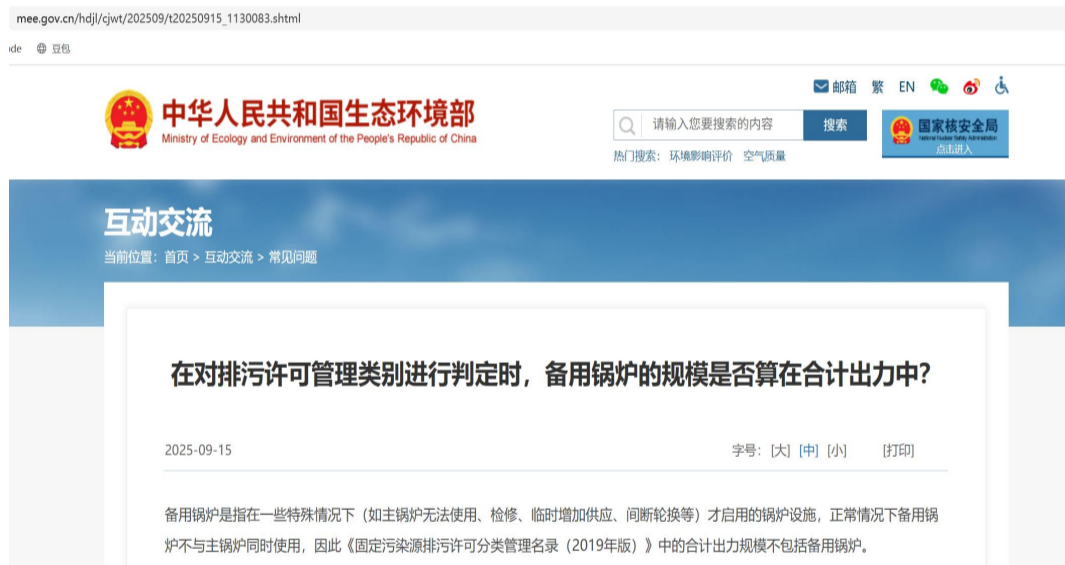 mee.gov.cn/hdjl/cjwt/202509/t20250915_1130083.shtml
豆包
邮箱 繁 EN
中华人民共和国生态环境部
Ministry of Ecology and Environment of the People's Republic of China
请输入您要搜索的内容 搜索
国家核安全局
National Nuclear Safety Administration
点击进入
热门搜索: 环境影响评价 空气质量
互动交流
当前位置: 首页 > 互动交流 > 常见问题
在对排污许可管理类别进行判定时，备用锅炉的规模是否算在合计出力中？
2025-09-15 字号: [大] [中] [小] [打印]
备用锅炉是指在一些特殊情况下（如主锅炉无法使用、检修、临时增加供应、间断轮换等）才启用的锅炉设施，正常情况下备用锅
炉不与主锅炉同时使用，因此《固定污染源排污许可分类管理名录（2019年版）》中的合计出力规模不包括备用锅炉。